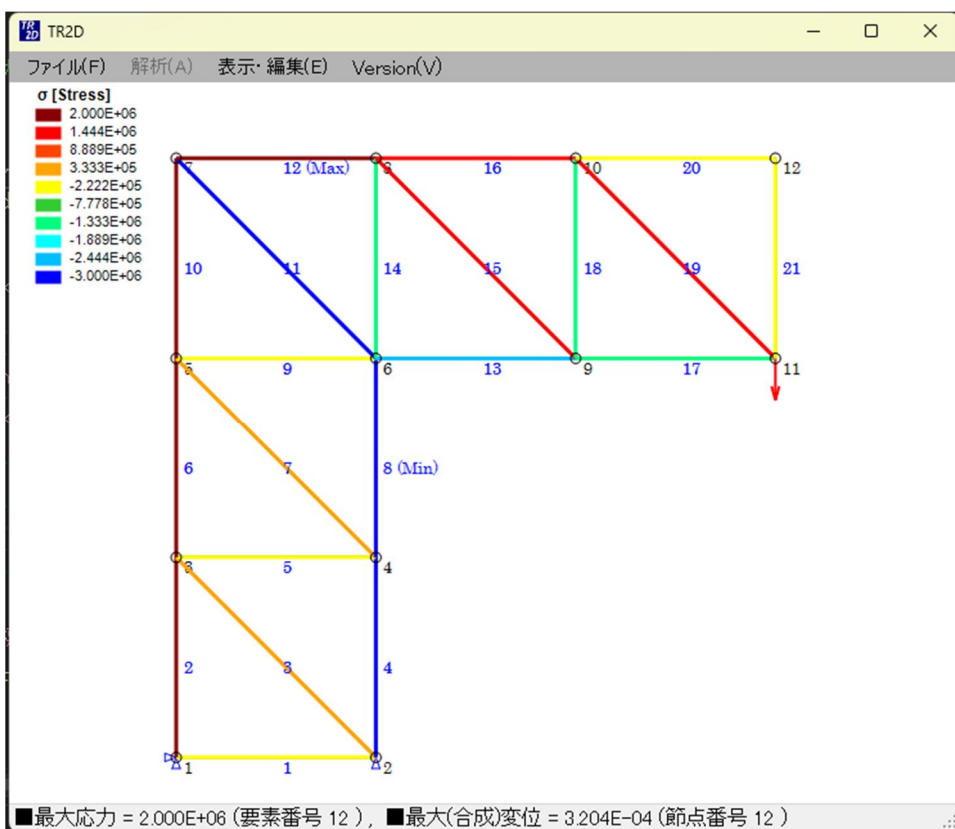 TR2D
ファイル(F) 解析(A) 表示・編集(E) Version(V)
σ [Stress]
2.000E+06
1.444E+06
8.889E+05
3.333E+05
-2.222E+05
-7.778E+05
-1.333E+06
-1.889E+06
-2.444E+06
-3.000E+06
7 12 (Max) 8 16 10 20 12
10 11 14 15 18 19 21
5 9 6 13 9 17 11
6 7 8 (Min)
3 5 4
2 3 4
1 1 2
■最大応力 = 2.000E+06 (要素番号 12 ) , ■最大(合成)変位 = 3.204E-04 (節点番号 12 )